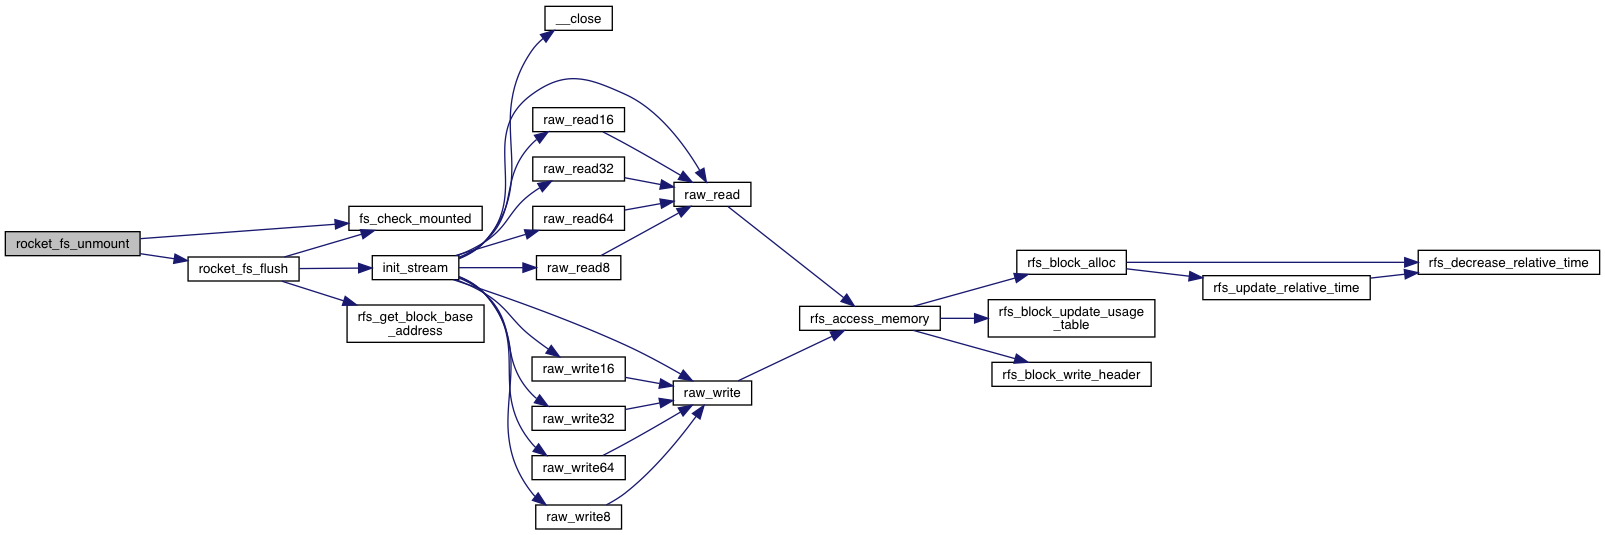 rocket_fs_unmount
fs_check_mounted
rocket_fs_flush
init_stream
rfs_get_block_base
_address
__close
raw_read16
raw_read32
raw_read64
raw_read8
raw_write16
raw_write32
raw_write64
raw_write8
raw_read
raw_write
rfs_access_memory
rfs_block_alloc
rfs_block_update_usage
_table
rfs_block_write_header
rfs_update_relative_time
rfs_decrease_relative_time